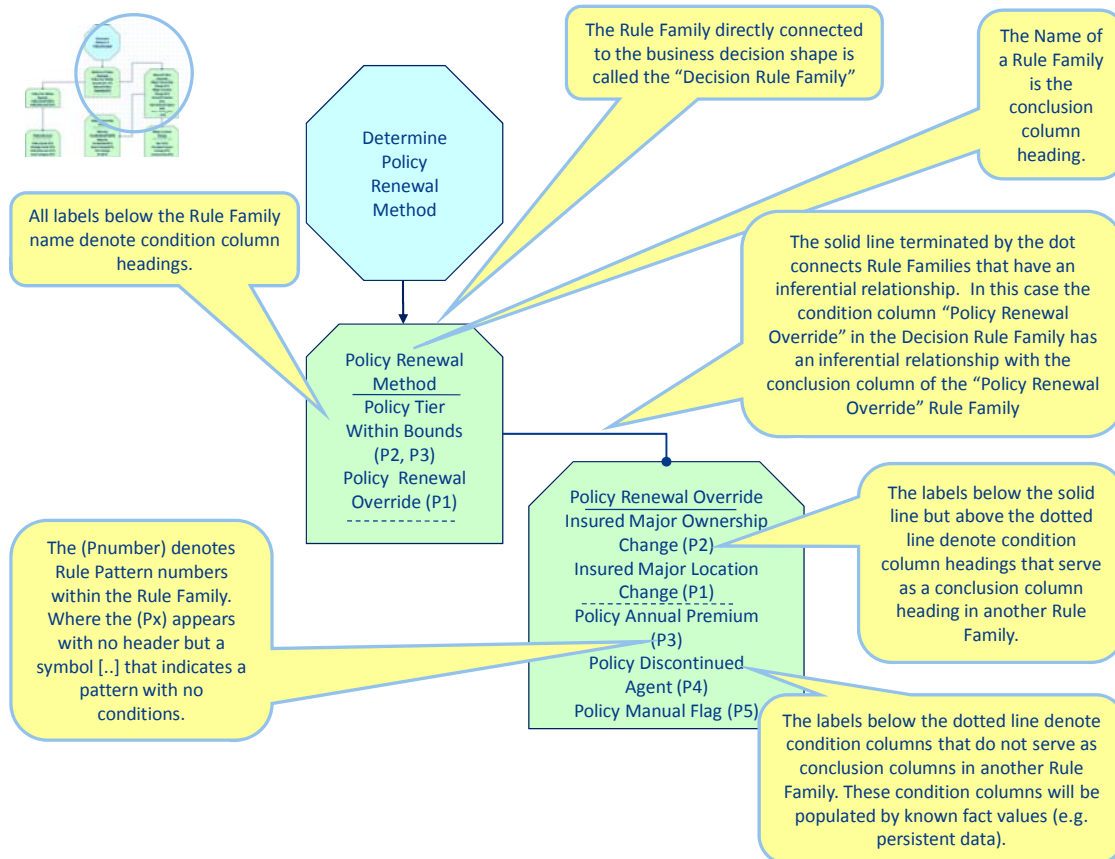 The Rule Family directly connected
to the business decision shape is
called the “Decision Rule Family”
The Name of
a Rule Family
is the
conclusion
column
heading.
Determine
Policy
Renewal
Method
All labels below the Rule Family
name denote condition column
headings.
The solid line terminated by the dot
connects Rule Families that have an
inferential relationship.  In this case the
condition column “Policy Renewal
Override” in the Decision Rule Family has
an inferential relationship with the
conclusion column of the “Policy Renewal
Override” Rule Family
Policy Renewal
Method
Policy Tier
Within Bounds
(P2, P3)
Policy  Renewal
Override (P1)
Policy Renewal Override
Insured Major Ownership
Change (P2)
Insured Major Location
Change (P1)
Policy Annual Premium
(P3)
Policy Discontinued
Agent (P4)
Policy Manual Flag (P5)
The labels below the solid
line but above the dotted
line denote condition
column headings that serve
as a conclusion column
heading in another Rule
Family.
The (Pnumber) denotes
Rule Pattern numbers
within the Rule Family.
Where the (Px) appears
with no header but a
symbol [..] that indicates a
pattern with no
conditions.
The labels below the dotted line denote
condition columns that do not serve as
conclusion columns in another Rule
Family. These condition columns will be
populated by known fact values (e.g.
persistent data).